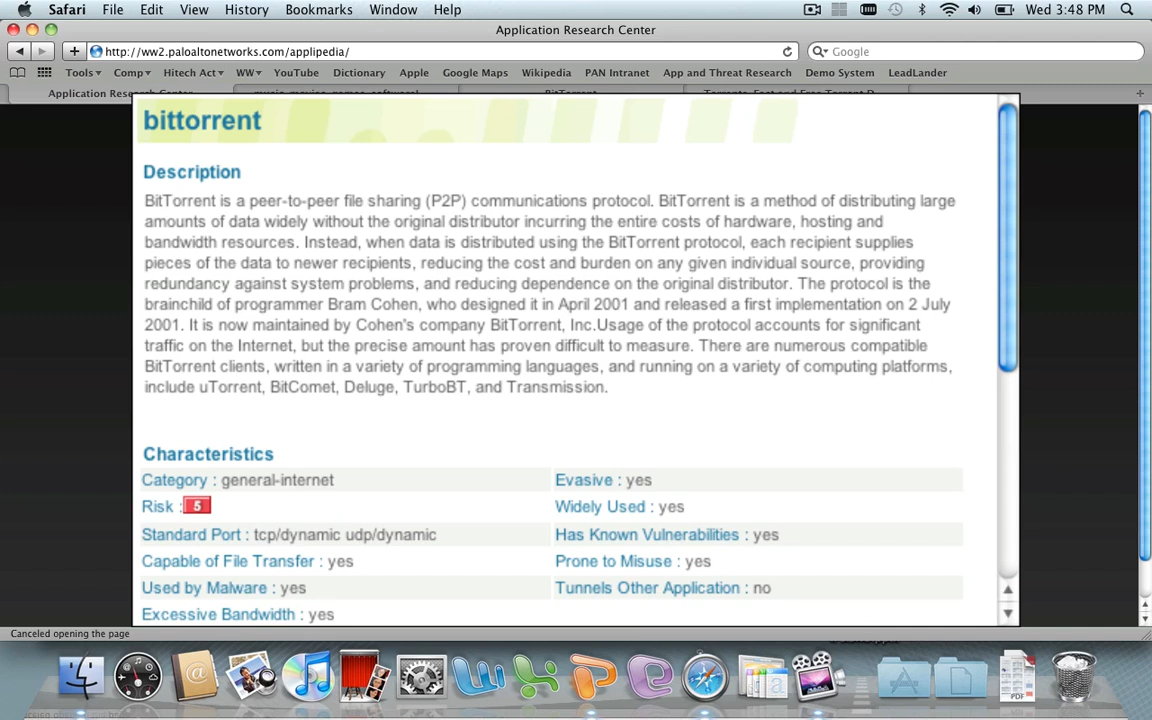 Safari File Edit View History Bookmarks Window Help Wed 3:48 PM
Application Research Center
http://ww2.paloaltonetworks.com/applipedia/ Google
Tools Comp Hitech Act WW YouTube Dictionary Apple Google Maps Wikipedia PAN Intranet App and Threat Research Demo System LeadLander
Application Research Center BitTorrent
bittorrent
Description
BitTorrent is a peer-to-peer file sharing (P2P) communications protocol. BitTorrent is a method of distributing large
amounts of data widely without the original distributor incurring the entire costs of hardware, hosting and
bandwidth resources. Instead, when data is distributed using the BitTorrent protocol, each recipient supplies
pieces of the data to newer recipients, reducing the cost and burden on any given individual source, providing
redundancy against system problems, and reducing dependence on the original distributor. The protocol is the
brainchild of programmer Bram Cohen, who designed it in April 2001 and released a first implementation on 2 July
2001. It is now maintained by Cohen's company BitTorrent, Inc.Usage of the protocol accounts for significant
traffic on the Internet, but the precise amount has proven difficult to measure. There are numerous compatible
BitTorrent clients, written in a variety of programming languages, and running on a variety of computing platforms,
include uTorrent, BitComet, Deluge, TurboBT, and Transmission.
Characteristics
Category : general-internet Evasive : yes
Risk : 5 Widely Used : yes
Standard Port : tcp/dynamic udp/dynamic Has Known Vulnerabilities : yes
Capable of File Transfer : yes Prone to Misuse : yes
Used by Malware : yes Tunnels Other Application : no
Excessive Bandwidth : yes
Canceled opening the page
PDF